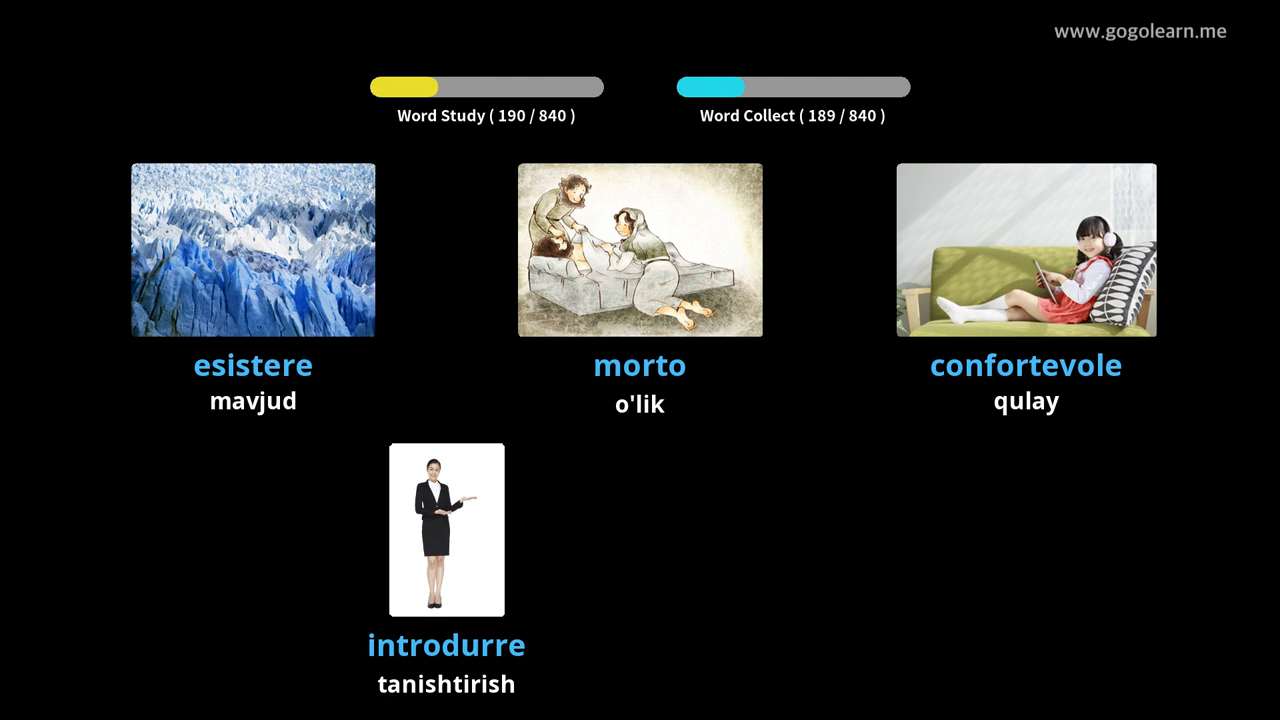 www.gogolearn.me
Word Study ( 190 / 840 )
Word Collect ( 189 / 840 )
esistere
mavjud
morto
o'lik
confortevole
qulay
introdurre
tanishtirish